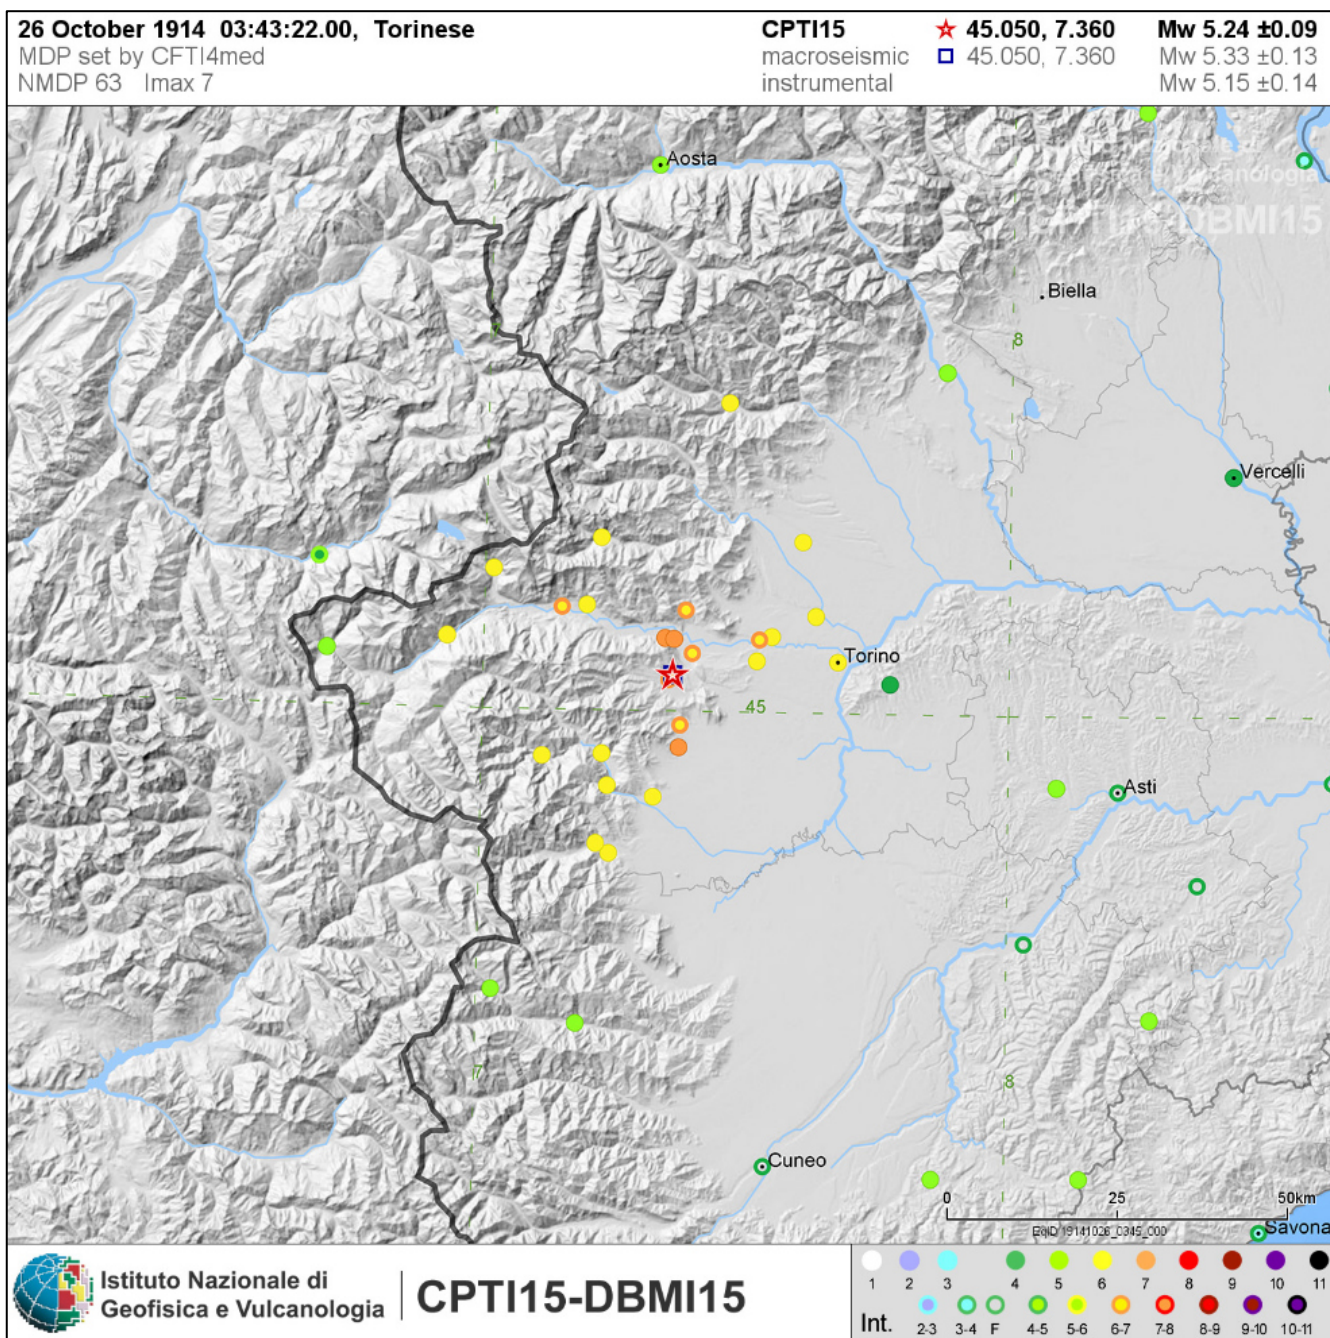 26 October 1914 03:43:22.00, Torinese
MDP set by CFTI4med
NMDP 63 Imax 7
CPTI15 45.050, 7.360 Mw 5.24 ±0.09
macroseismic 45.050, 7.360 Mw 5.33 ±0.13
instrumental Mw 5.15 ±0.14
Aosta
Vulcanologia
DBMI15
Biella
8
Vercelli
Torino
45
Asti
7
8
Cuneo
0 25 50km
EqID 19141026_0345_000
Savona
Istituto Nazionale di
Geofisica e Vulcanologia
CPTI15-DBMI15
1 2 3 4 5 6 7 8 9 10 11
Int. 2-3 3-4 F 4-5 5-6 6-7 7-8 8-9 9-10 10-11